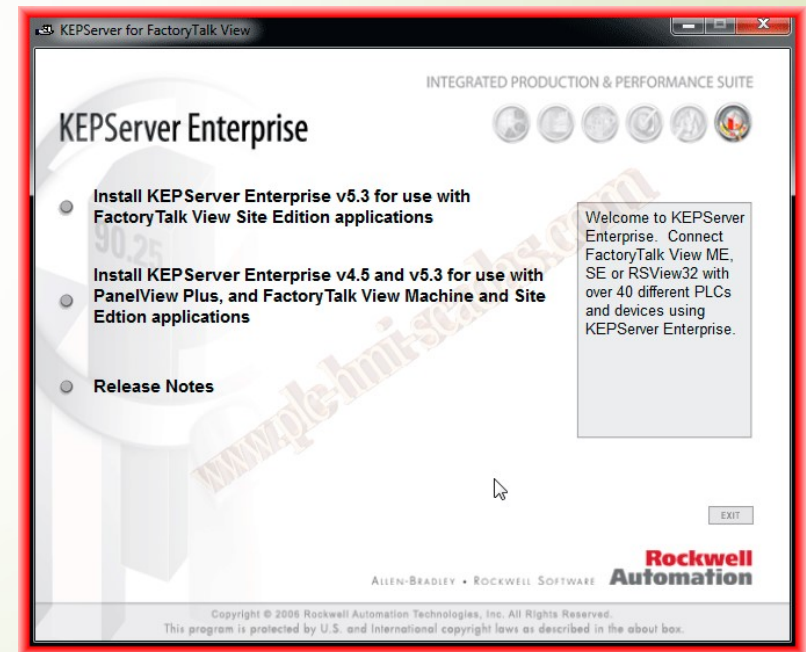 KEPServer for FactoryTalk View
INTEGRATED PRODUCTION & PERFORMANCE SUITE
KEPServer Enterprise
Install KEPServer Enterprise v5.3 for use with
FactoryTalk View Site Edition applications
90.25
Install KEPServer Enterprise v4.5 and v5.3 for use with
PanelView Plus, and FactoryTalk View Machine and Site
Edtion applications
Release Notes
Welcome to KEPServer
Enterprise. Connect
FactoryTalk View ME,
SE or RSView32 with
over 40 different PLCs
and devices using
KEPServer Enterprise.
www.plc-hmi-scadas.com
EXIT
ALLEN-BRADLEY • ROCKWELL SOFTWARE
Rockwell
Automation
Copyright © 2006 Rockwell Automation Technologies, Inc. All Rights Reserved.
This program is protected by U.S. and International copyright laws as described in the about box.